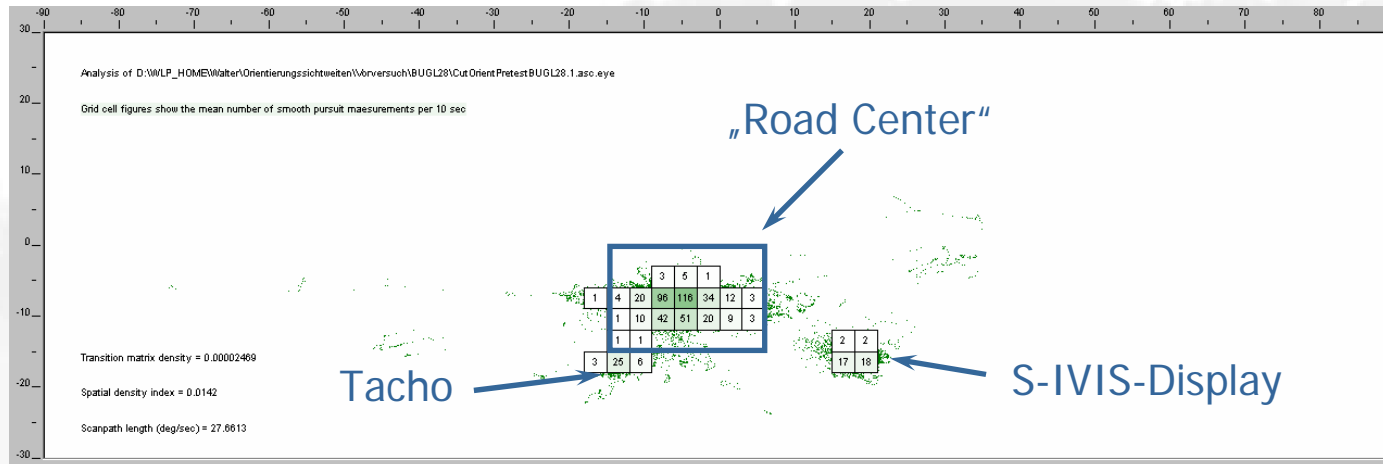 -90 -80 -70 -60 -50 -40 -30 -20 -10 0 10 20 30 40 50 60 70 80
30
Analysis of D:\WLP_HOME\Walter\Orientierungssichtweiten\Vorversuch\BUGL28\CutOrientPretestBUGL28.1.asc.eye
20
Grid cell figures show the mean number of smooth pursuit maesurements per 10 sec
„Road Center“
10
0
3 5 1
1 4 20 96 116 34 12 3
-10
1 10 42 51 20 9 3
1 1 2 2
Transition matrix density = 0.00002469
3 25 6 17 18
Tacho
S-IVIS-Display
-20
Spatial density index = 0.0142
Scanpath length (deg/sec) = 27.6613
-30